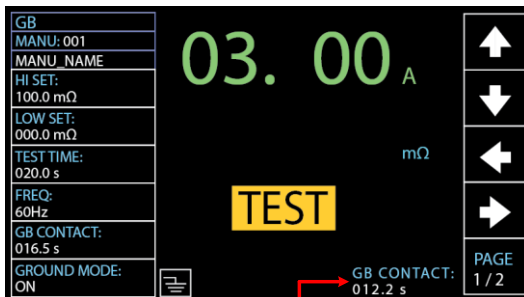 GB
MANU: 001
MANU_NAME
HI SET:
100.0 mΩ
LOW SET:
000.0 mΩ
TEST TIME:
020.0 s
FREQ:
60Hz
GB CONTACT:
016.5 s
GROUND MODE:
ON
03. 00 A
mΩ
TEST
GB CONTACT:
012.2 s
PAGE
1 / 2